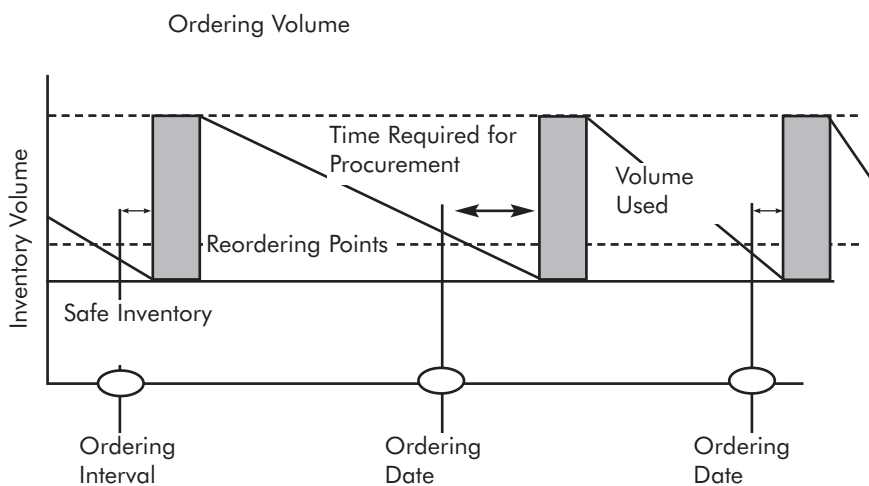 Ordering Volume
Inventory Volume
Time Required for
Procurement
Volume
Used
Reordering Points
Safe Inventory
Ordering
Interval
Ordering
Date
Ordering
Date